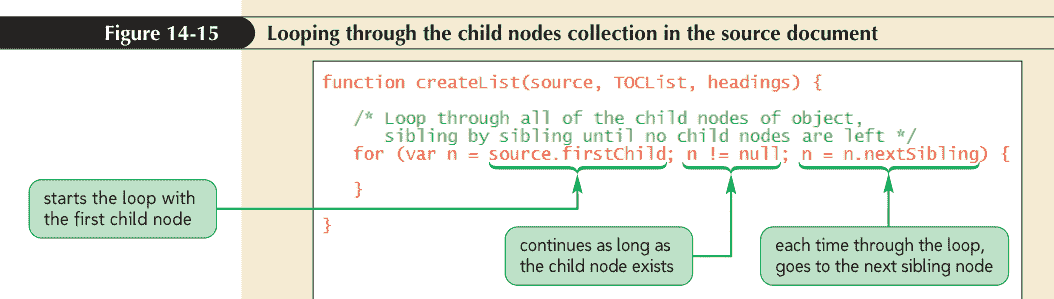 Figure 14-15 Looping through the child nodes collection in the source document
function createList(source, TOCList, headings) {
/* Loop through all of the child nodes of object,
sibling by sibling until no child nodes are left */
for (var n = source.firstChild; n != null; n = n.nextSibling) {
}
}
starts the loop with
the first child node
continues as long as
the child node exists
each time through the loop,
goes to the next sibling node